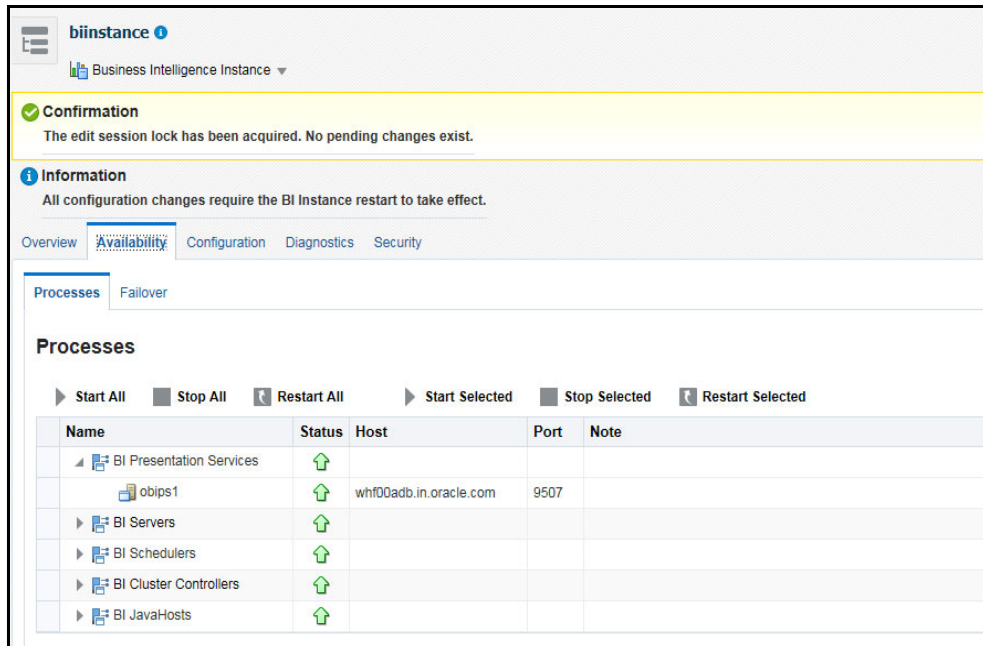 biinstance
Business Intelligence Instance
Confirmation
The edit session lock has been acquired. No pending changes exist.
Information
All configuration changes require the BI Instance restart to take effect.
Overview Availability Configuration Diagnostics Security
Processes Failover
Processes
Start All Stop All Restart All Start Selected Stop Selected Restart Selected
Name Status Host Port Note
BI Presentation Services
obips1 whf00adb.in.oracle.com 9507
BI Servers
BI Schedulers
BI Cluster Controllers
BI JavaHosts